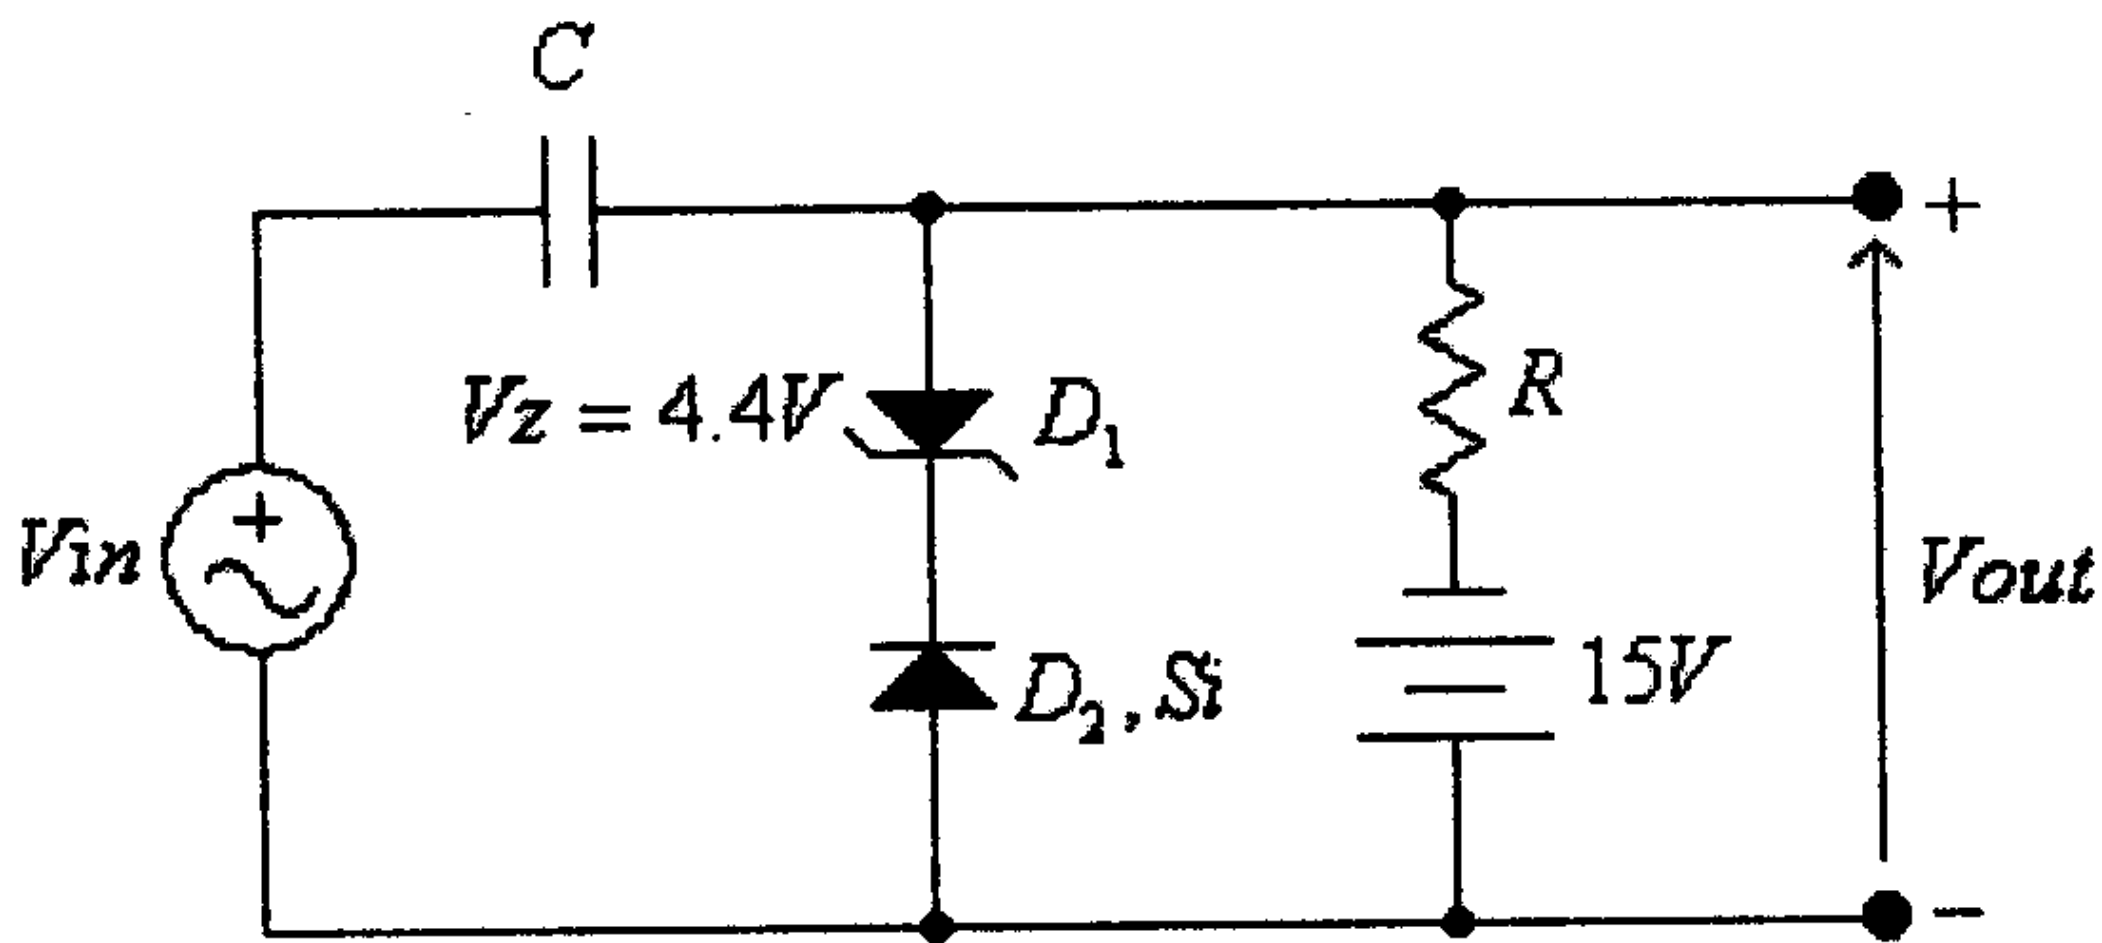 C
+
Vz = 4.4V
D₁
R
Vin
+
Vout
D₂, Si
15V
−